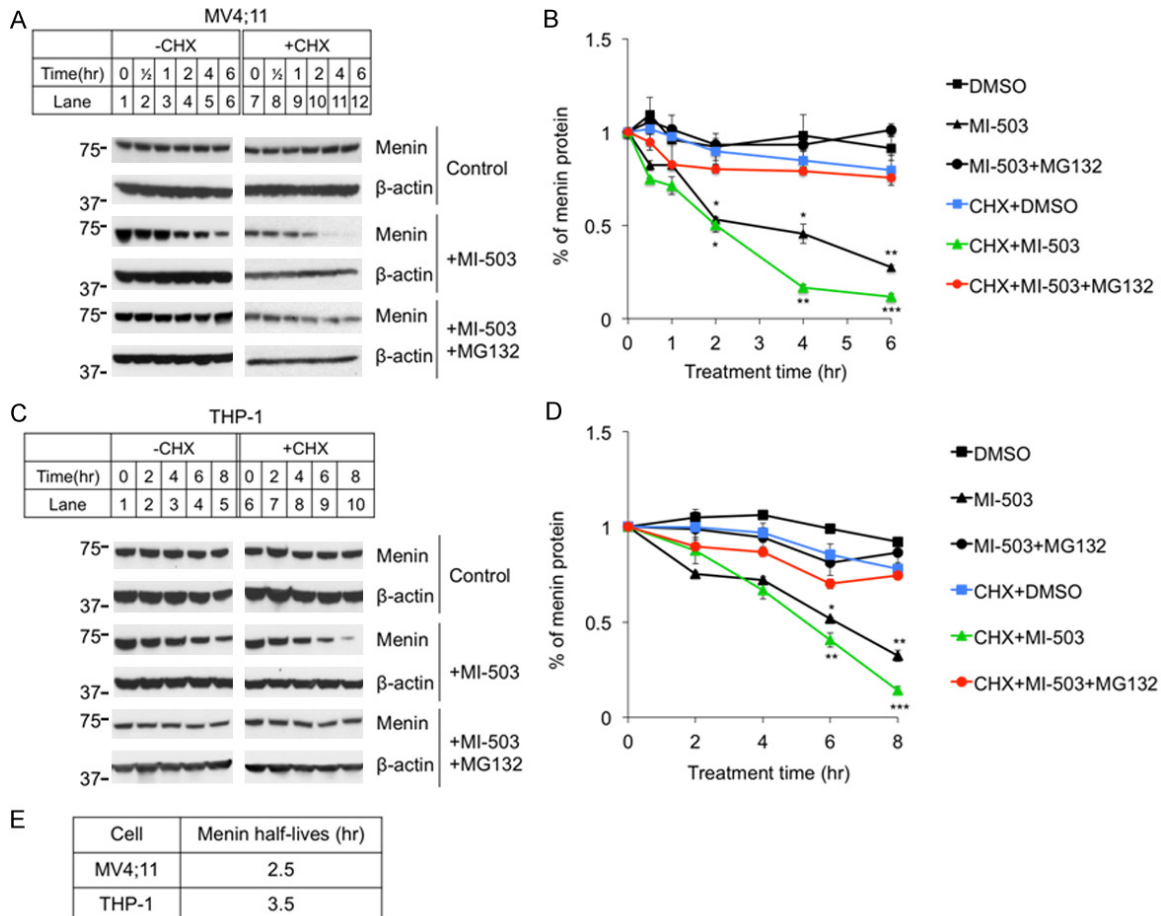 A
MV4;11
-CHX +CHX
Time(hr) 0 ½ 1 2 4 6 0 ½ 1 2 4 6
Lane 1 2 3 4 5 6 7 8 9 10 11 12
75- Menin
Control
37- β-actin
75- Menin
+MI-503
37- β-actin
75- Menin
+MI-503
+MG132
37- β-actin
B
% of menin protein
1.5
1
0.5
0
* * **
* ** ***
0 1 2 3 4 5 6
Treatment time (hr)
DMSO
MI-503
MI-503+MG132
CHX+DMSO
CHX+MI-503
CHX+MI-503+MG132
C
THP-1
-CHX +CHX
Time(hr) 0 2 4 6 8 0 2 4 6 8
Lane 1 2 3 4 5 6 7 8 9 10
75- Menin
Control
37- β-actin
75- Menin
+MI-503
37- β-actin
75- Menin
+MI-503
+MG132
37- β-actin
D
% of menin protein
1.5
1
0.5
0
* **
** ***
0 2 4 6 8
Treatment time (hr)
DMSO
MI-503
MI-503+MG132
CHX+DMSO
CHX+MI-503
CHX+MI-503+MG132
E
Cell Menin half-lives (hr)
MV4;11 2.5
THP-1 3.5